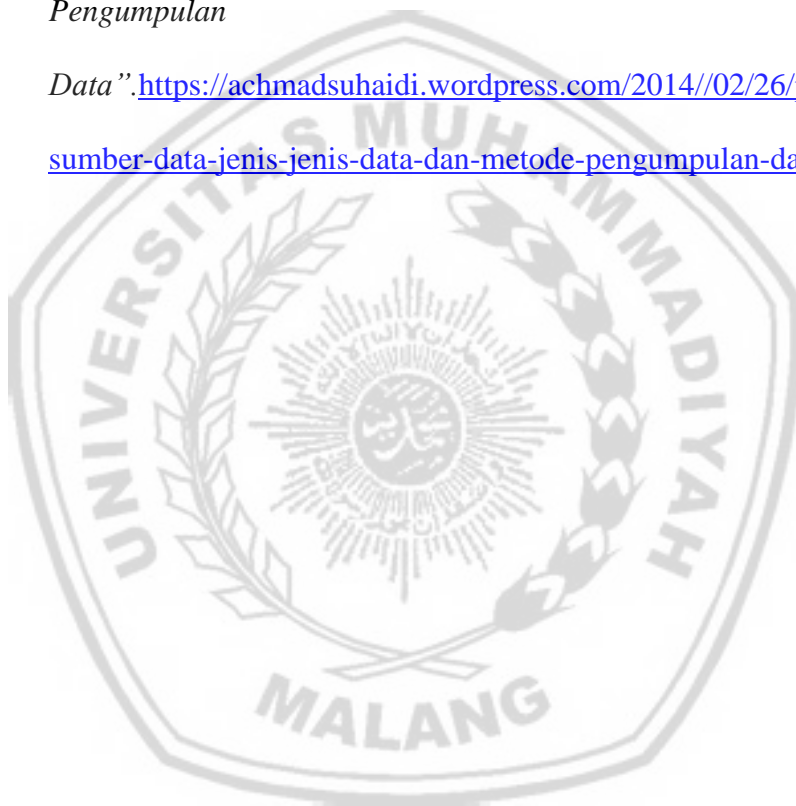 Pengumpulan
Data”.https://achmadsuhaidi.wordpress.com/2014//02/26/
sumber-data-jenis-jenis-data-dan-metode-pengumpulan-da
UNIVERSITAS MUHAMMADIYAH
MALANG